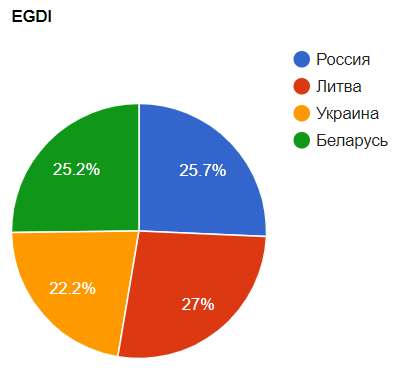 EGDI
Россия
Литва
Украина
Беларусь
25.2%
25.7%
22.2%
27%